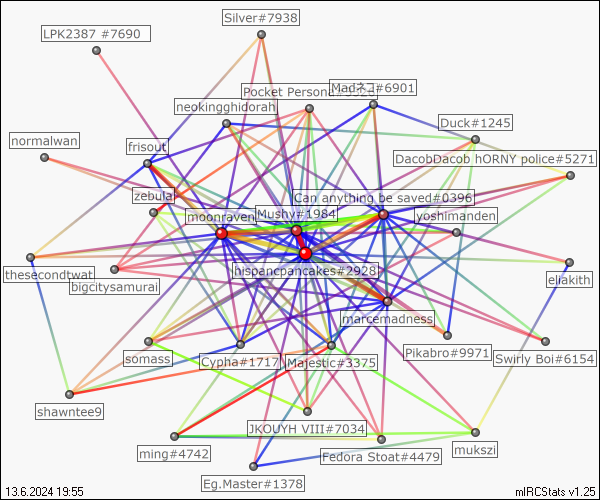 Silver#7938
LPK2387 #7690
Pocket Persona
Madネコ#6901
neokingghidorah
Duck#1245
normalwan
frisout
DacobDacob hORNY police#5271
zebulai
Can anything be saved#0396
moonraven
Mushy#1984
yoshimanden
thesecondtwat
bigcitysamurai
hispancpancakes#2928
eliakith
marcemadness
somass
Cypha#1717
Majestic#3375
Pikabro#9971
Swirly Boi#6154
shawntee9
JKOUYH VIII#7034
ming#4742
Fedora Stoat#4479
mukszi
Eg.Master#1378
13.6.2024 19:55
mIRCStats v1.25